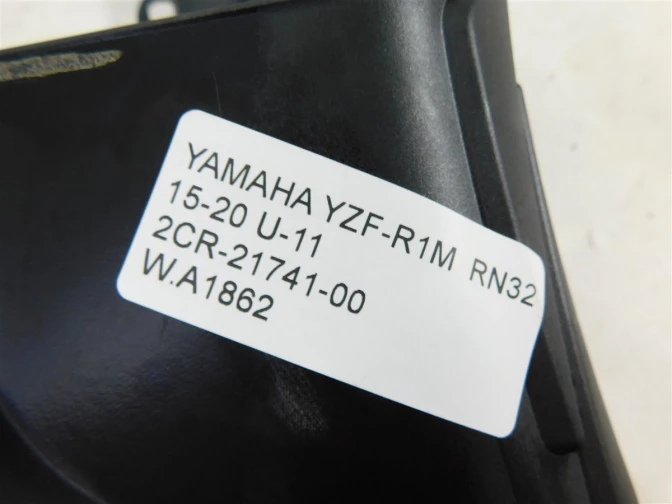 YAMAHA YZF-R1M RN32
15-20 U-11
2CR-21741-00
W.A1862